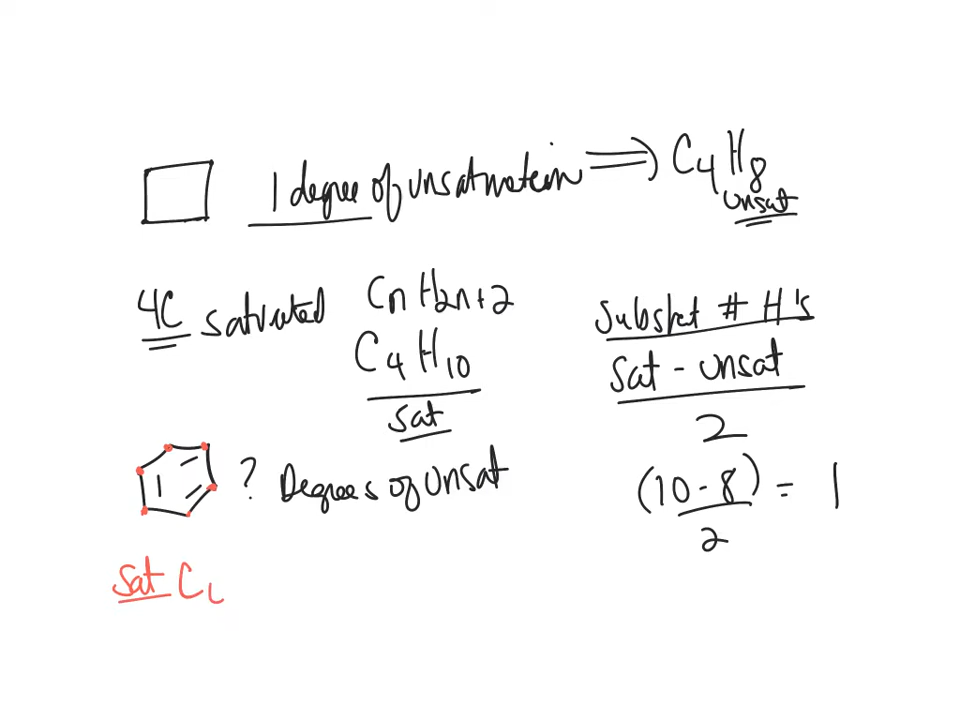 1 degree of unsaturation ⟹ C4H8
unsat
4C saturated CnH2n+2
C4H10
sat
Subtract # H's
Sat - unsat
2
(10-8) = 1
2
? Degrees of Unsat
Sat C